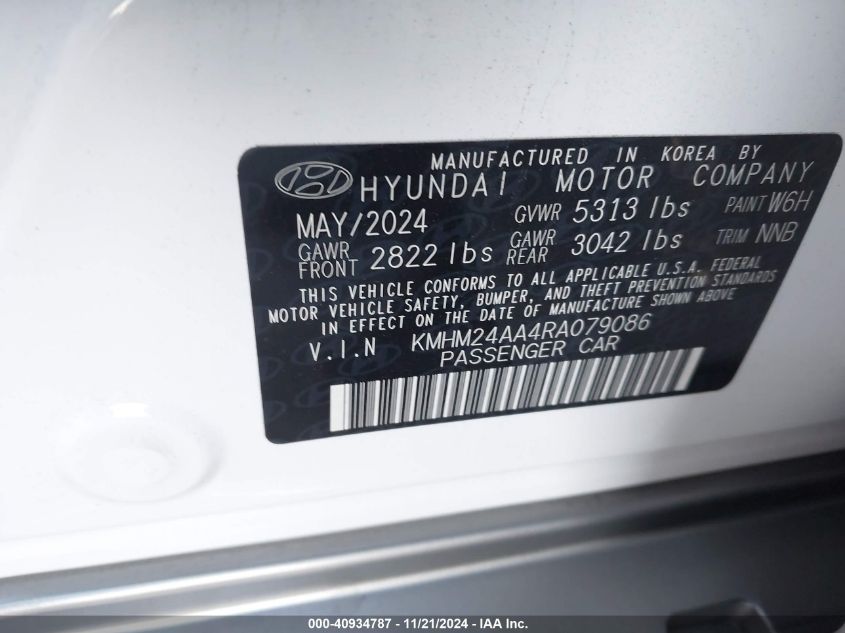 MANUFACTURED IN KOREA BY
HYUNDAI MOTOR COMPANY
MAY/2024 GVWR 5313 lbs PAINT W6H
GAWR FRONT 2822 lbs GAWR REAR 3042 lbs TRIM NNB
THIS VEHICLE CONFORMS TO ALL APPLICABLE U.S.A. FEDERAL
MOTOR VEHICLE SAFETY, BUMPER, AND THEFT PREVENTION STANDARDS
IN EFFECT ON THE DATE OF MANUFACTURE SHOWN ABOVE
V.I.N KMHM24AA4RA079086
PASSENGER CAR
000-40934787 - 11/21/2024 - IAA Inc.